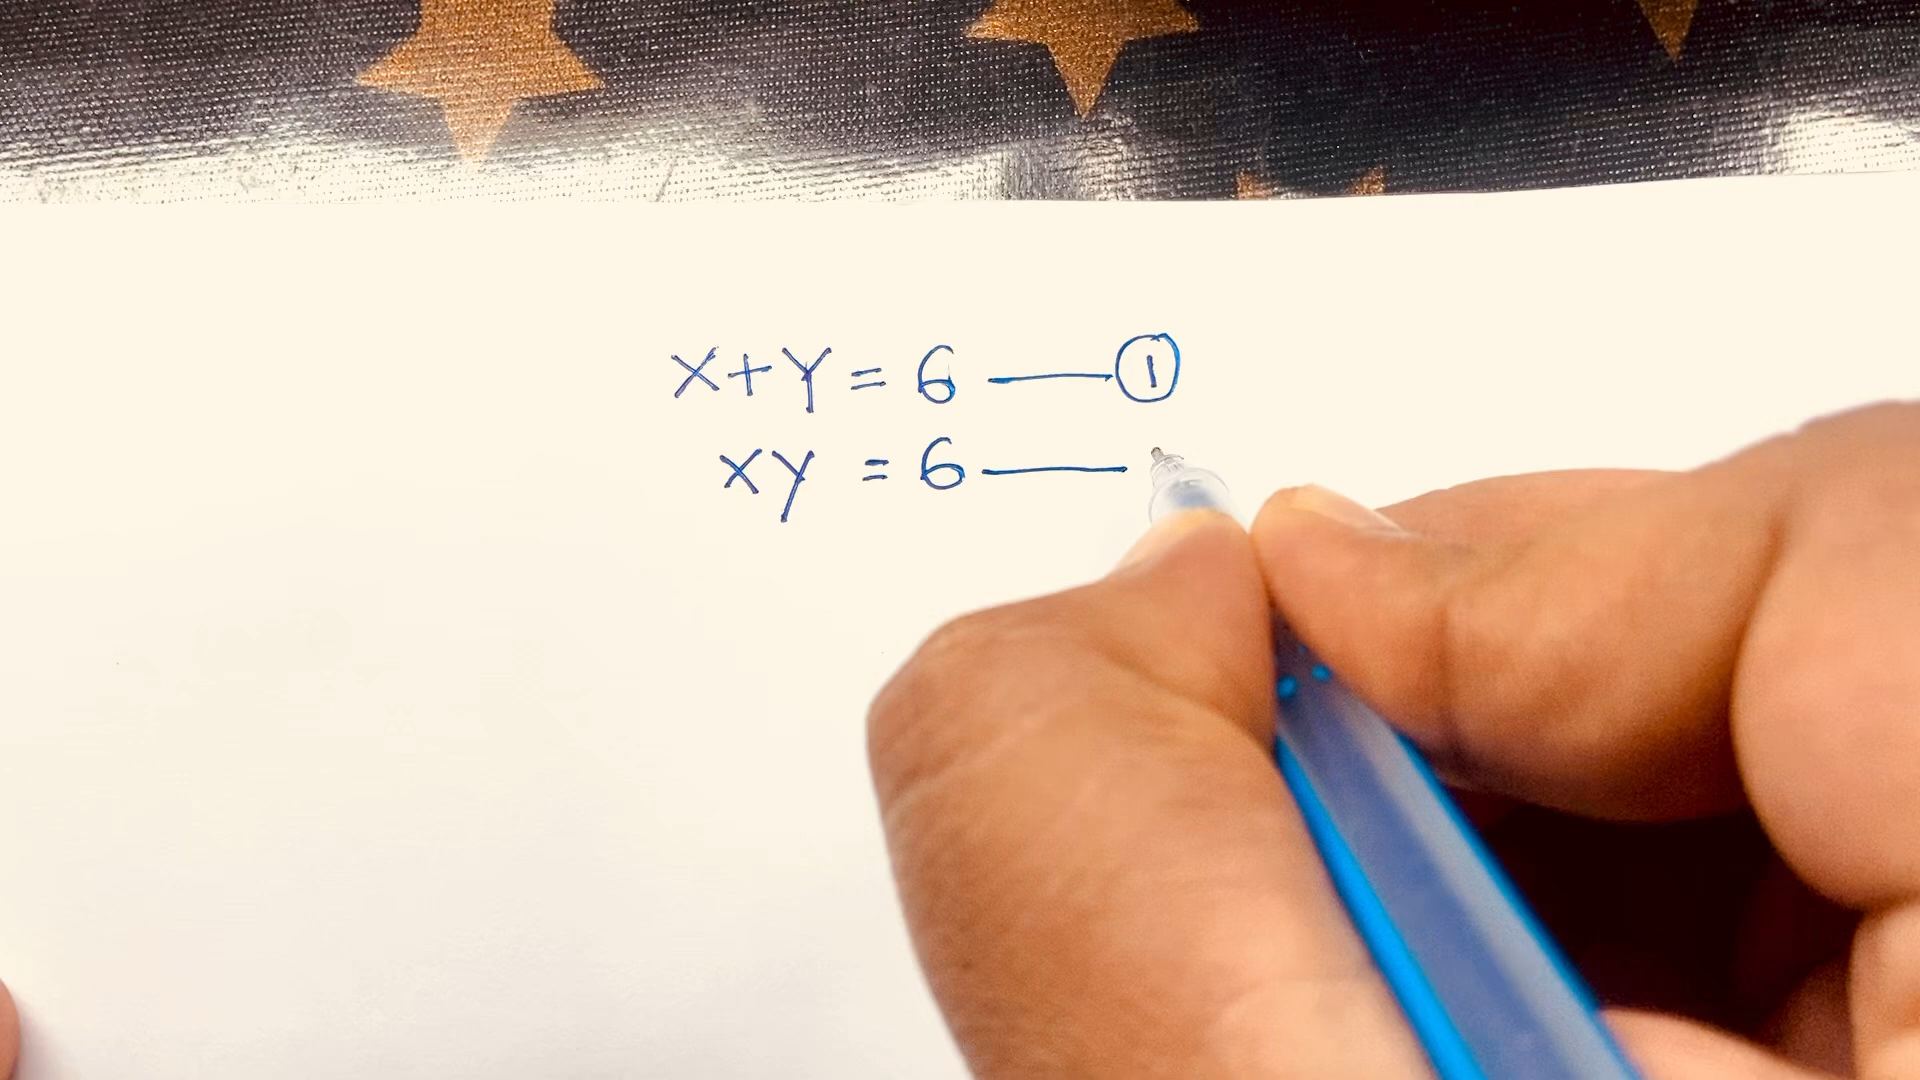 X+Y = 6 —— ①
xy = 6 ——